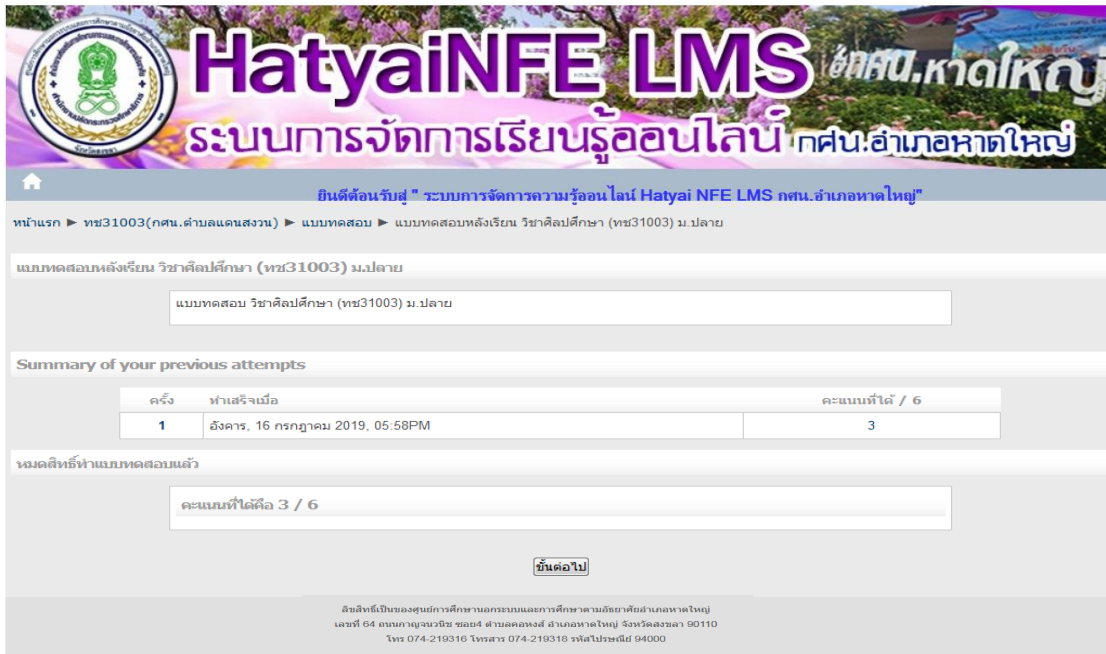 HatyaiNFE LMS
กศน.หาดใหญ่
ระบบการจัดการเรียนรู้ออนไลน์ กศน.อำเภอหาดใหญ่
ยินดีต้อนรับสู่ " ระบบการจัดการความรู้ออนไลน์ Hatyai NFE LMS กศน.อำเภอหาดใหญ่"
หน้าแรก ► ทช31003(กศน.ตำบลแดนสงวน) ► แบบทดสอบ ► แบบทดสอบหลังเรียน วิชาศิลปศึกษา (ทช31003) ม.ปลาย
แบบทดสอบหลังเรียน วิชาศิลปศึกษา (ทช31003) ม.ปลาย
แบบทดสอบ วิชาศิลปศึกษา (ทช31003) ม.ปลาย
Summary of your previous attempts
ครั้ง ทำเสร็จเมื่อ คะแนนที่ได้ / 6
1 อังคาร, 16 กรกฎาคม 2019, 05:58PM 3
หมดสิทธิ์ทำแบบทดสอบแล้ว
คะแนนที่ได้คือ 3 / 6
ขั้นต่อไป
ลิขสิทธิ์เป็นของศูนย์การศึกษานอกระบบและการศึกษาตามอัธยาศัยอำเภอหาดใหญ่
เลขที่ 64 ถนนกาญจนวนิช ซอย4 ตำบลคอหงส์ อำเภอหาดใหญ่ จังหวัดสงขลา 90110
โทร 074-219316 โทรสาร 074-219318 รหัสไปรษณีย์ 94000